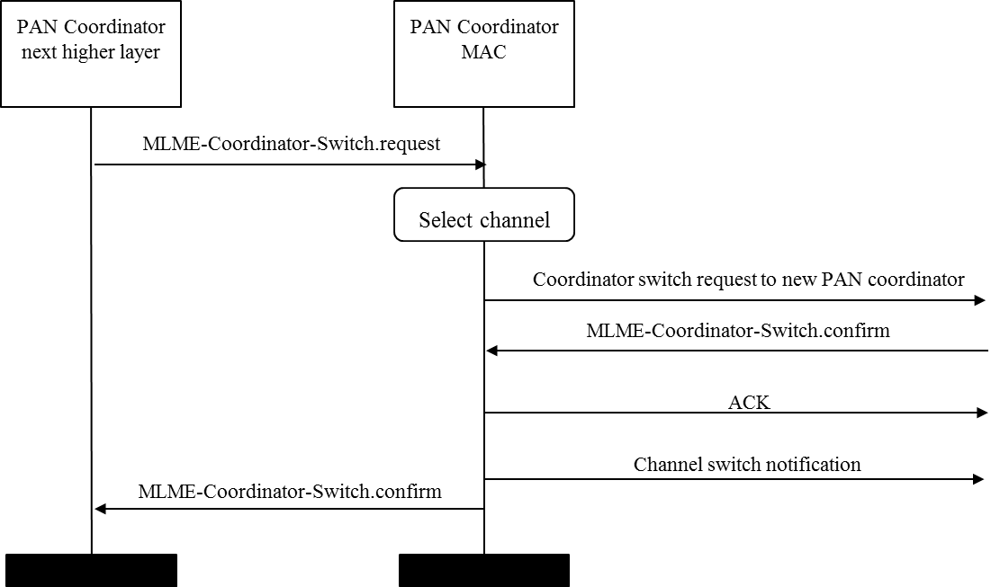 PAN Coordinator
next higher layer
PAN Coordinator
MAC
MLME-Coordinator-Switch.request
Select channel
Coordinator switch request to new PAN coordinator
MLME-Coordinator-Switch.confirm
ACK
Channel switch notification
MLME-Coordinator-Switch.confirm